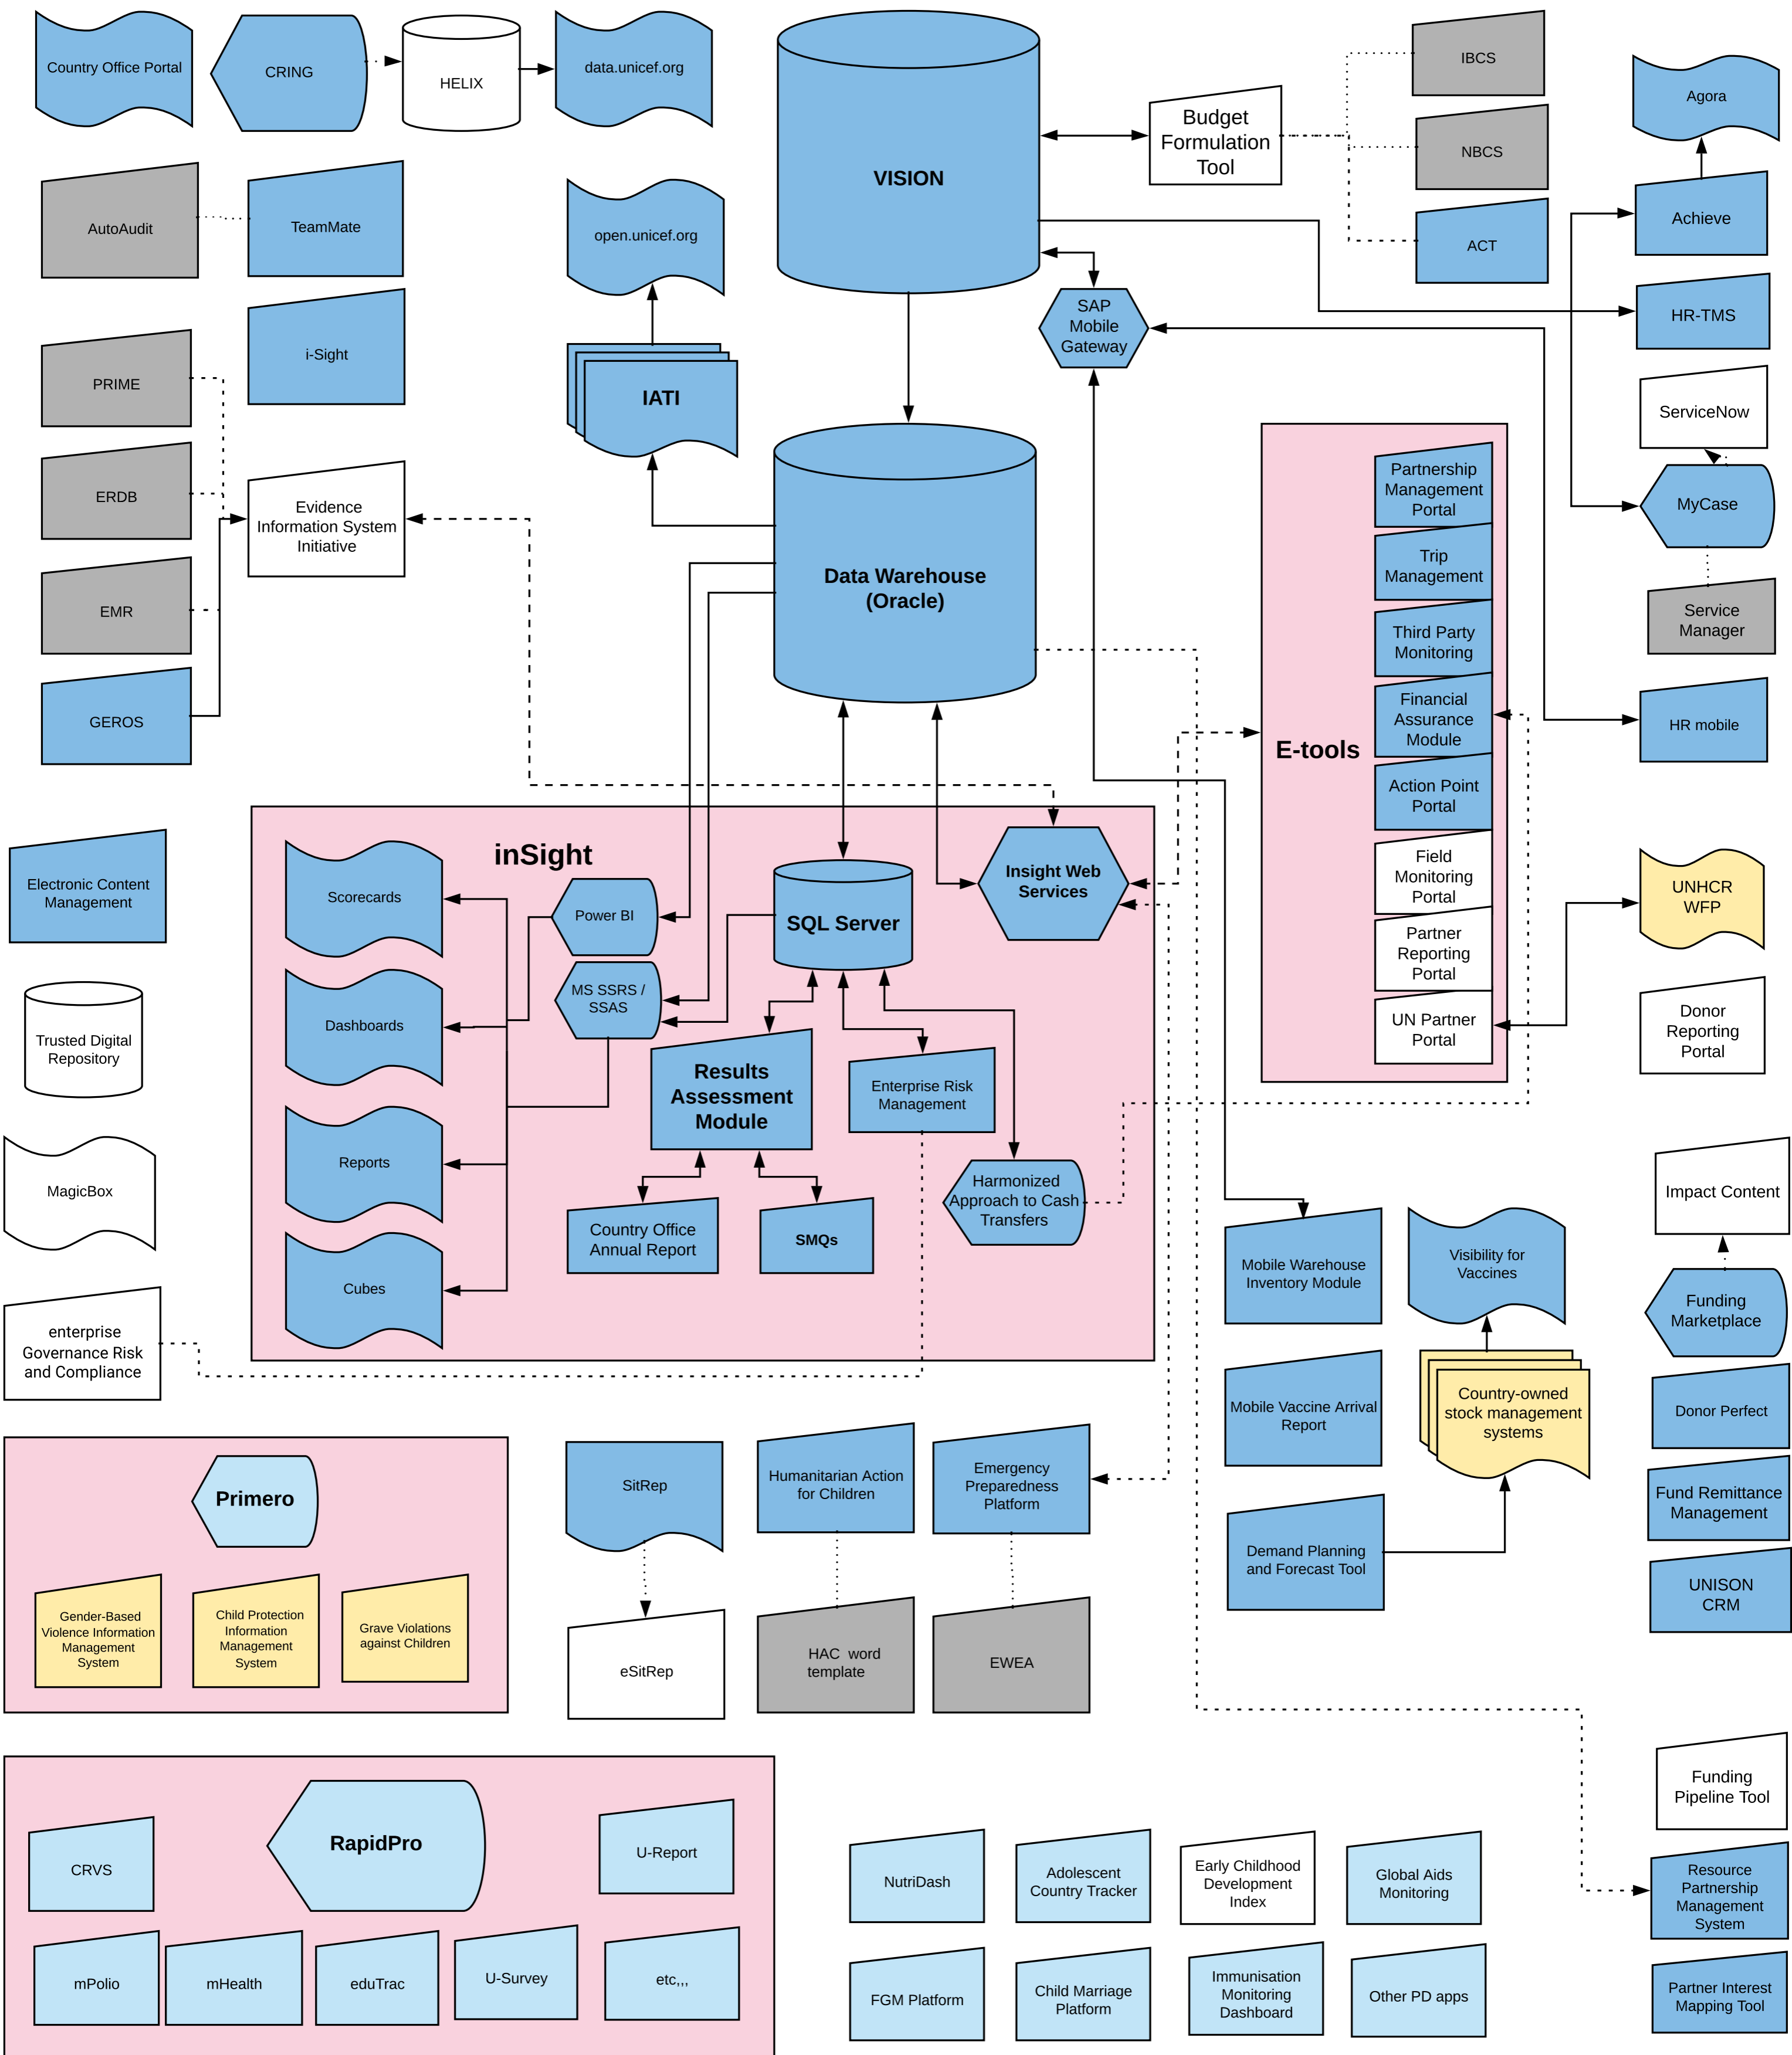 Country Office Portal
CRING
HELIX
data.unicef.org
VISION
Budget
Formulation
Tool
IBCS
NBCS
ACT
Agora
Achieve
HR-TMS
AutoAudit
TeamMate
open.unicef.org
i-Sight
SAP
Mobile
Gateway
PRIME
IATI
ServiceNow
ERDB
Evidence
Information System
Initiative
MyCase
EMR
Data Warehouse
(Oracle)
Service
Manager
GEROS
HR mobile
E-tools
Partnership
Management
Portal
Trip
Management
Third Party
Monitoring
Financial
Assurance
Module
Action Point
Portal
Field
Monitoring
Portal
Partner
Reporting
Portal
UN Partner
Portal
UNHCR
WFP
Donor
Reporting
Portal
Electronic Content
Management
Trusted Digital
Repository
MagicBox
enterprise
Governance Risk
and Compliance
inSight
Scorecards
Dashboards
Reports
Cubes
Power BI
MS SSRS /
SSAS
SQL Server
Insight Web
Services
Results
Assessment
Module
Enterprise Risk
Management
Country Office
Annual Report
SMQs
Harmonized
Approach to Cash
Transfers
Mobile Warehouse
Inventory Module
Visibility for
Vaccines
Mobile Vaccine Arrival
Report
Country-owned
stock management
systems
Demand Planning
and Forecast Tool
Impact Content
Funding
Marketplace
Donor Perfect
Fund Remittance
Management
UNISON
CRM
Primero
Gender-Based
Violence Information
Management
System
Child Protection
Information
Management
System
Grave Violations
against Children
SitRep
Humanitarian Action
for Children
Emergency
Preparedness
Platform
eSitRep
HAC  word
template
EWEA
RapidPro
CRVS
U-Report
mPolio
mHealth
eduTrac
U-Survey
etc,,,
NutriDash
Adolescent
Country Tracker
Early Childhood
Development
Index
Global Aids
Monitoring
FGM Platform
Child Marriage
Platform
Immunisation
Monitoring
Dashboard
Other PD apps
Funding
Pipeline Tool
Resource
Partnership
Management
System
Partner Interest
Mapping Tool